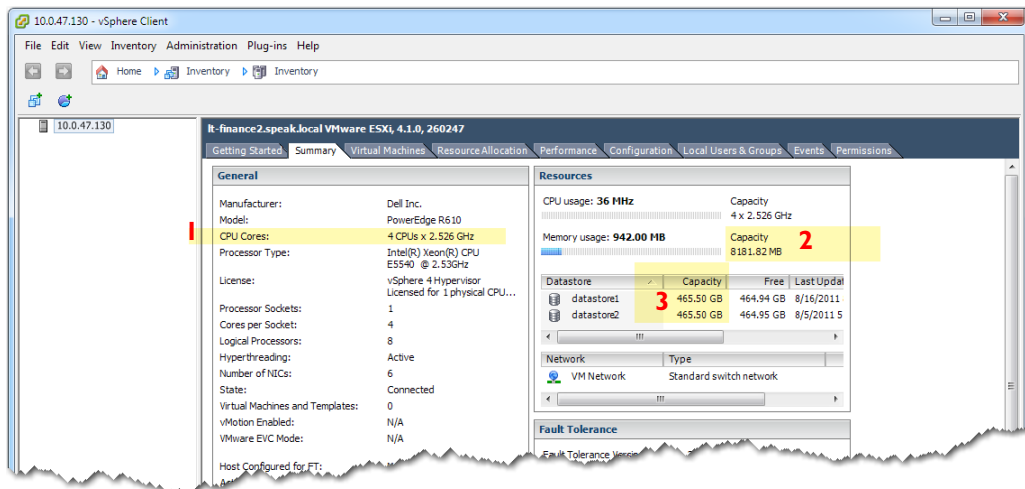 10.0.47.130 - vSphere Client
File Edit View Inventory Administration Plug-ins Help
Home Inventory Inventory
10.0.47.130
lt-finance2.speak.local VMware ESXi, 4.1.0, 260247
Getting Started Summary Virtual Machines Resource Allocation Performance Configuration Local Users & Groups Events Permissions
General
Manufacturer: Dell Inc.
Model: PowerEdge R610
1 CPU Cores: 4 CPUs x 2.526 GHz
Processor Type: Intel(R) Xeon(R) CPU
E5540 @ 2.53GHz
License: vSphere 4 Hypervisor
Licensed for 1 physical CPU...
Processor Sockets: 1
Cores per Socket: 4
Logical Processors: 8
Hyperthreading: Active
Number of NICs: 6
State: Connected
Virtual Machines and Templates: 0
vMotion Enabled: N/A
VMware EVC Mode: N/A
Host Configured for FT:
Resources
CPU usage: 36 MHz Capacity
4 x 2.526 GHz
Memory usage: 942.00 MB Capacity 2
8181.82 MB
Datastore Capacity Free Last Updat
3
datastore1 465.50 GB 464.94 GB 8/16/2011
datastore2 465.50 GB 464.95 GB 8/5/2011 5
Network Type
VM Network Standard switch network
Fault Tolerance
Fault Tolerance Version